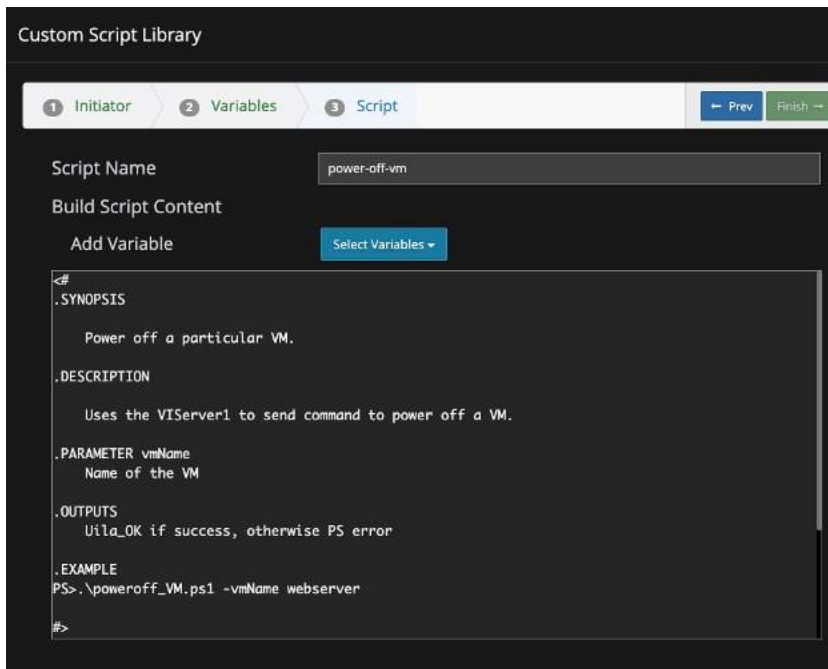 Custom Script Library
1 Initiator 2 Variables 3 Script ← Prev Finish →
Script Name power-off-vm
Build Script Content
Add Variable Select Variables
<#
.SYNOPSIS
Power off a particular VM.
.DESCRIPTION
Uses the VIServer1 to send command to power off a VM.
.PARAMETER vmName
Name of the VM
.OUTPUTS
Uila_OK if success, otherwise PS error
.EXAMPLE
PS>.\poweroff_VM.ps1 -vmName webserver
#>